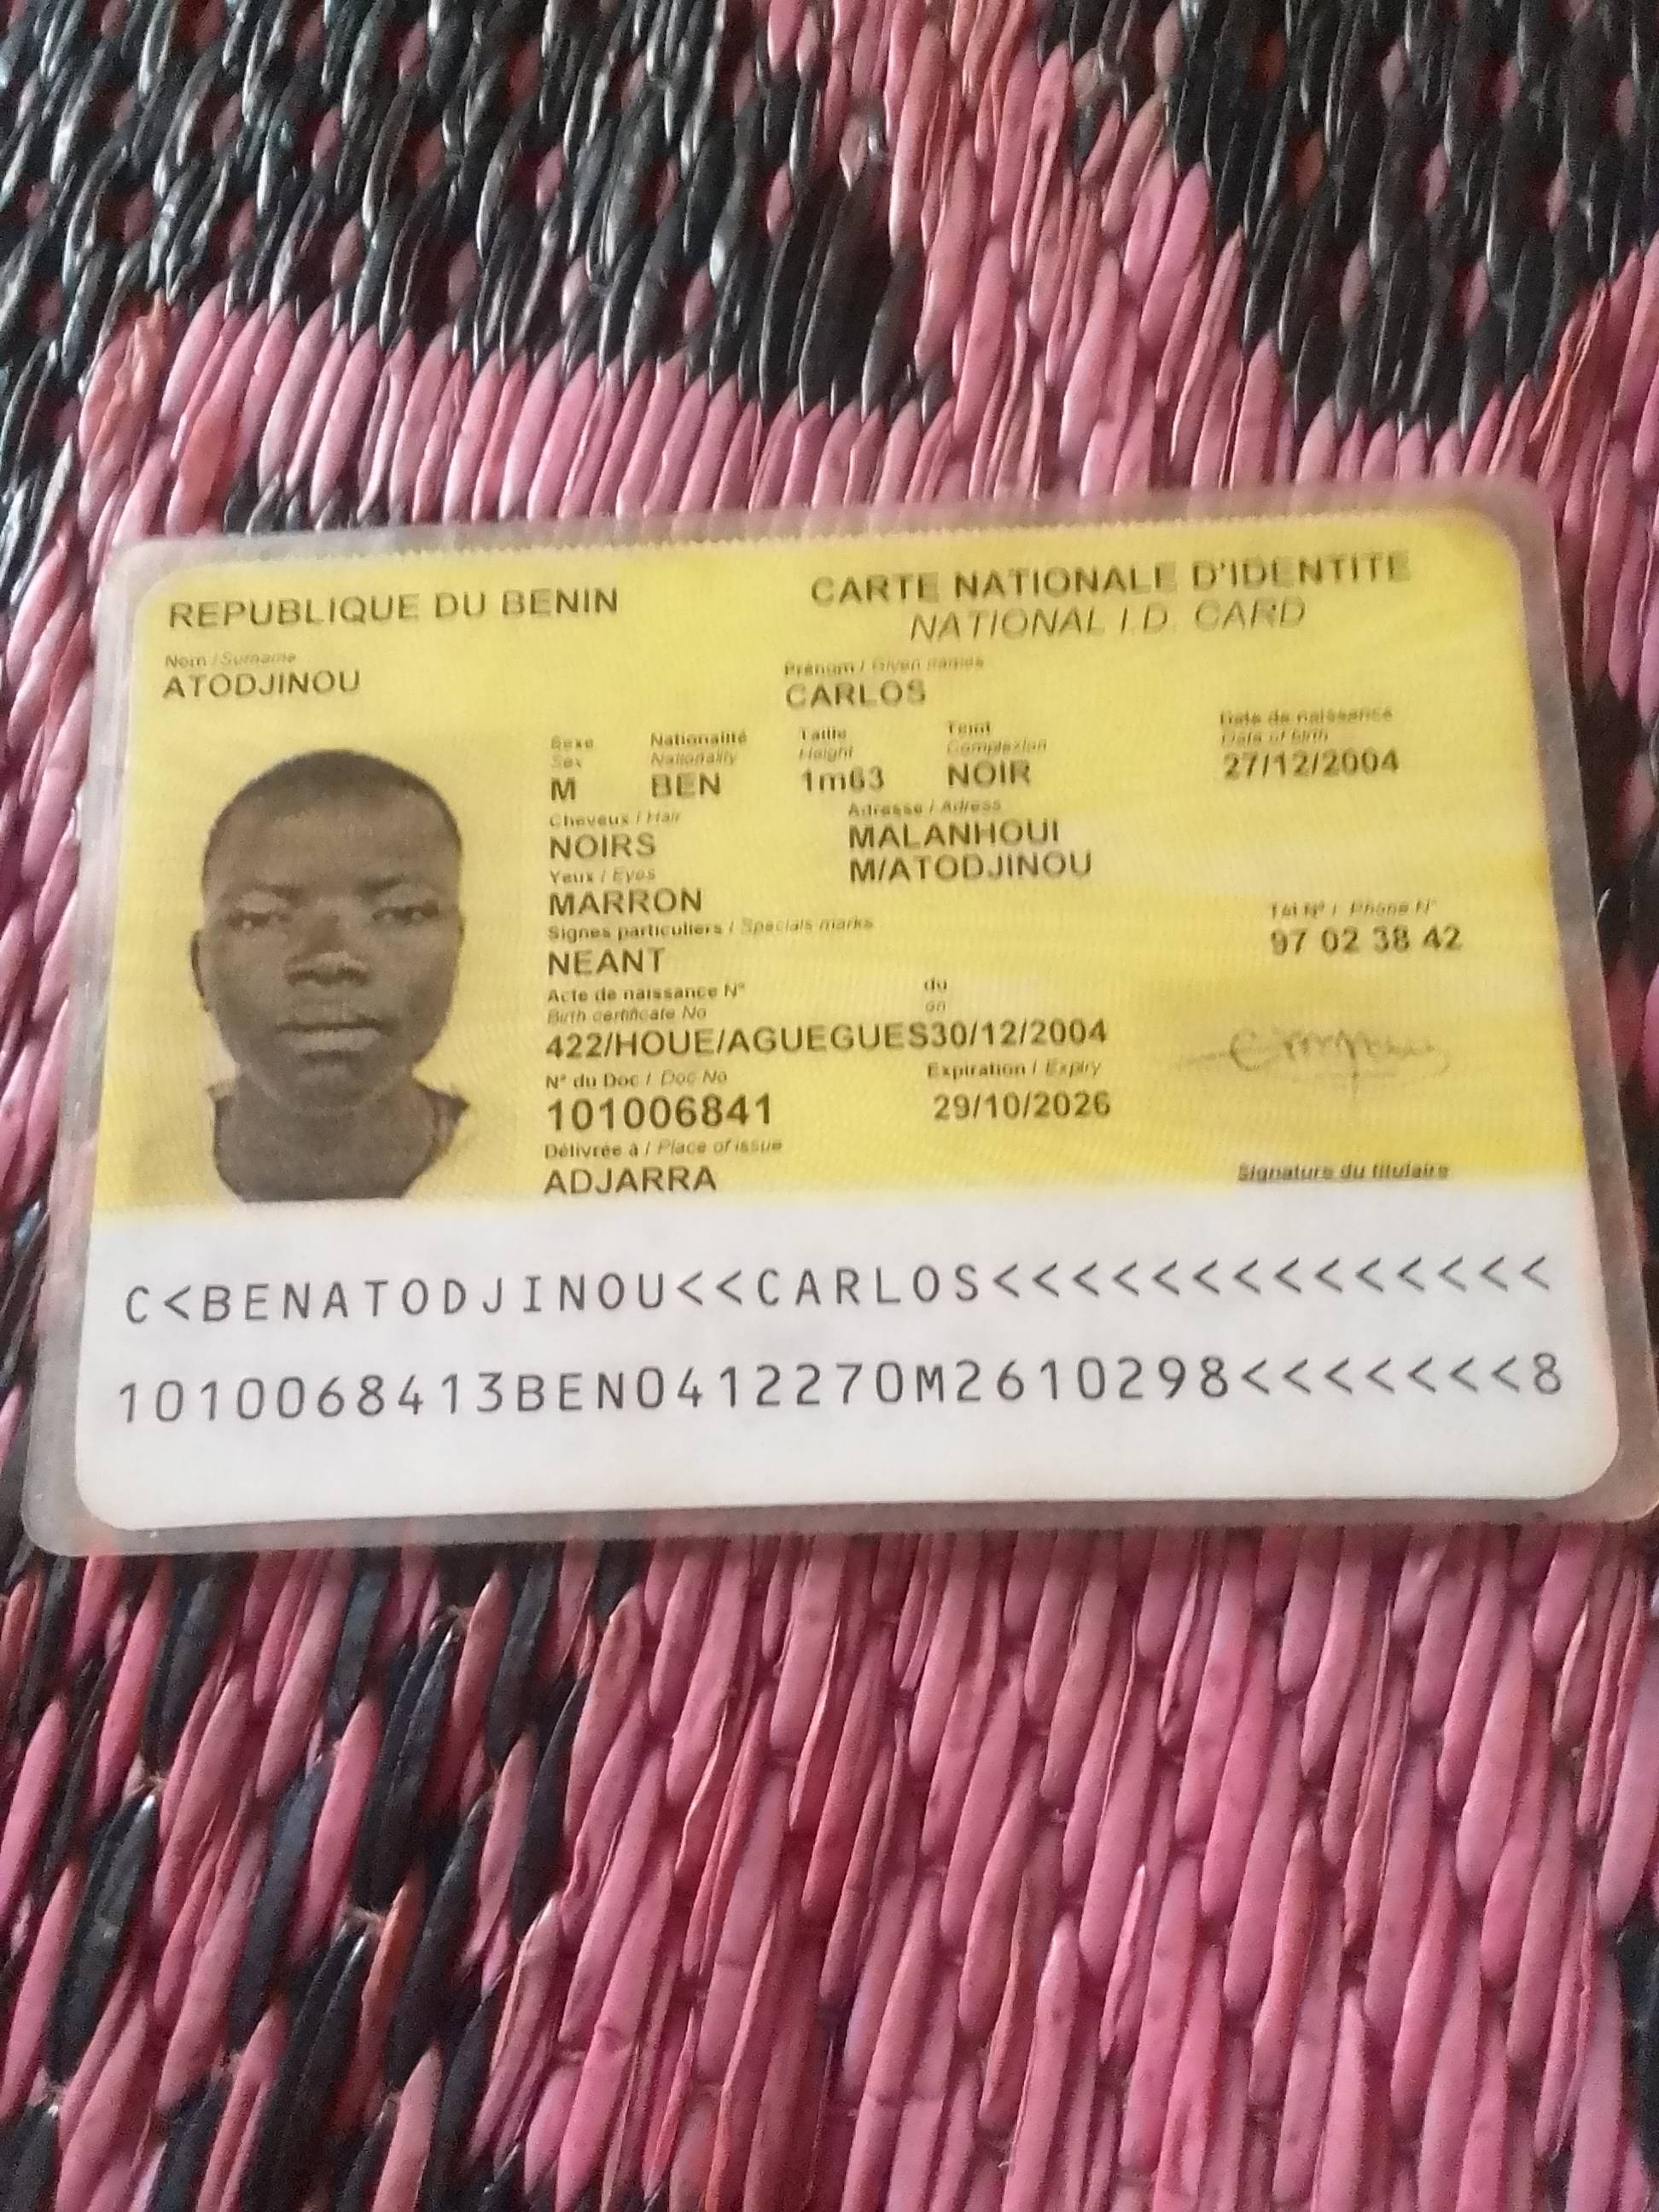 REPUBLIQUE DU BENIN
CARTE NATIONALE D'IDENTITE
NATIONAL I.D. CARD
Nom / Surname
ATODJINOU
Prénom / Given names
CARLOS
Sexe Nationalité Taille Teint Date de naissance
Sex Nationality Height Complexion Date of birth
M BEN 1m63 NOIR 27/12/2004
Cheveux / Hair
NOIRS
Adresse / Adress
MALANHOUI
M/ATODJINOU
Yeux / Eyes
MARRON
Tél N° / Phone N°
97 02 38 42
Signes particuliers / Specials marks
NEANT
Acte de naissance N° du
Birth certificate No on
422/HOUE/AGUEGUES30/12/2004
N° du Doc / Doc No
101006841
Expiration / Expiry
29/10/2026
Délivrée à / Place of issue
ADJARRA
Signature du titulaire
C<BENATODJINOU<<CARLOS<<<<<<<<<<<<<<
1010068413BEN0412270M2610298<<<<<<<8